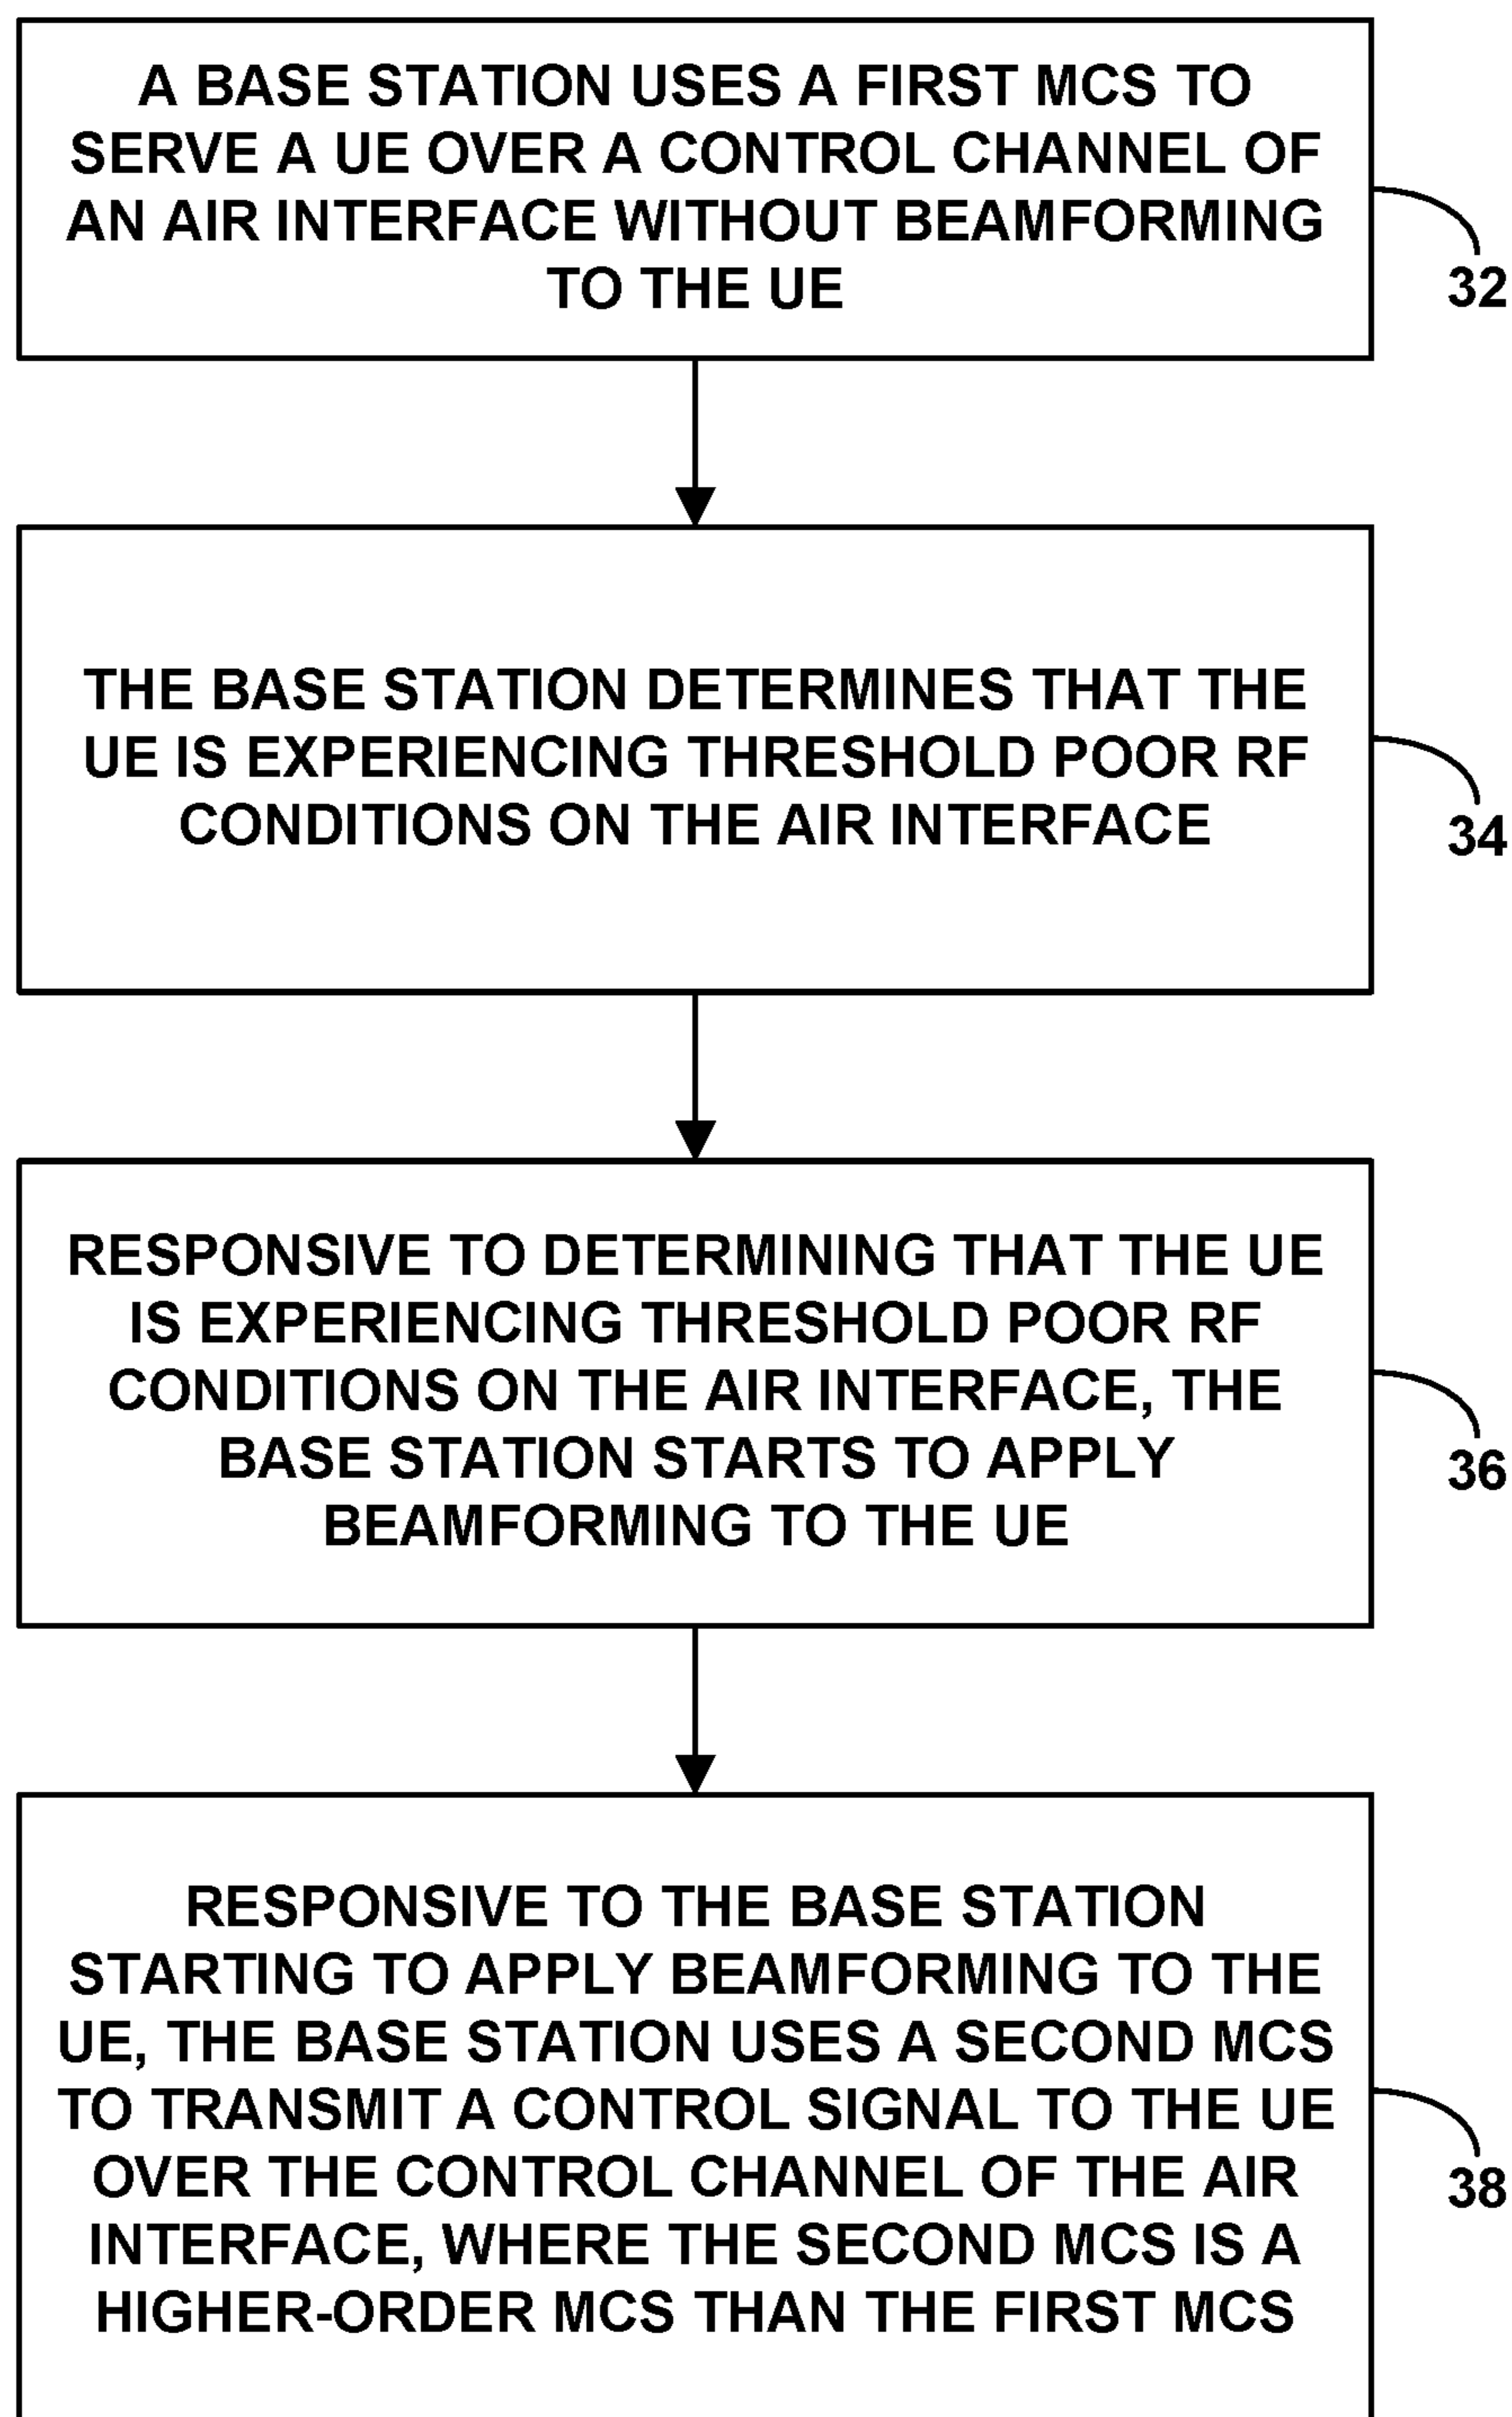 A BASE STATION USES A FIRST MCS TO
SERVE A UE OVER A CONTROL CHANNEL OF
AN AIR INTERFACE WITHOUT BEAMFORMING
TO THE UE
32
THE BASE STATION DETERMINES THAT THE
UE IS EXPERIENCING THRESHOLD POOR RF
CONDITIONS ON THE AIR INTERFACE
34
RESPONSIVE TO DETERMINING THAT THE UE
IS EXPERIENCING THRESHOLD POOR RF
CONDITIONS ON THE AIR INTERFACE, THE
BASE STATION STARTS TO APPLY
BEAMFORMING TO THE UE
36
RESPONSIVE TO THE BASE STATION
STARTING TO APPLY BEAMFORMING TO THE
UE, THE BASE STATION USES A SECOND MCS
TO TRANSMIT A CONTROL SIGNAL TO THE UE
OVER THE CONTROL CHANNEL OF THE AIR
INTERFACE, WHERE THE SECOND MCS IS A
HIGHER-ORDER MCS THAN THE FIRST MCS
38